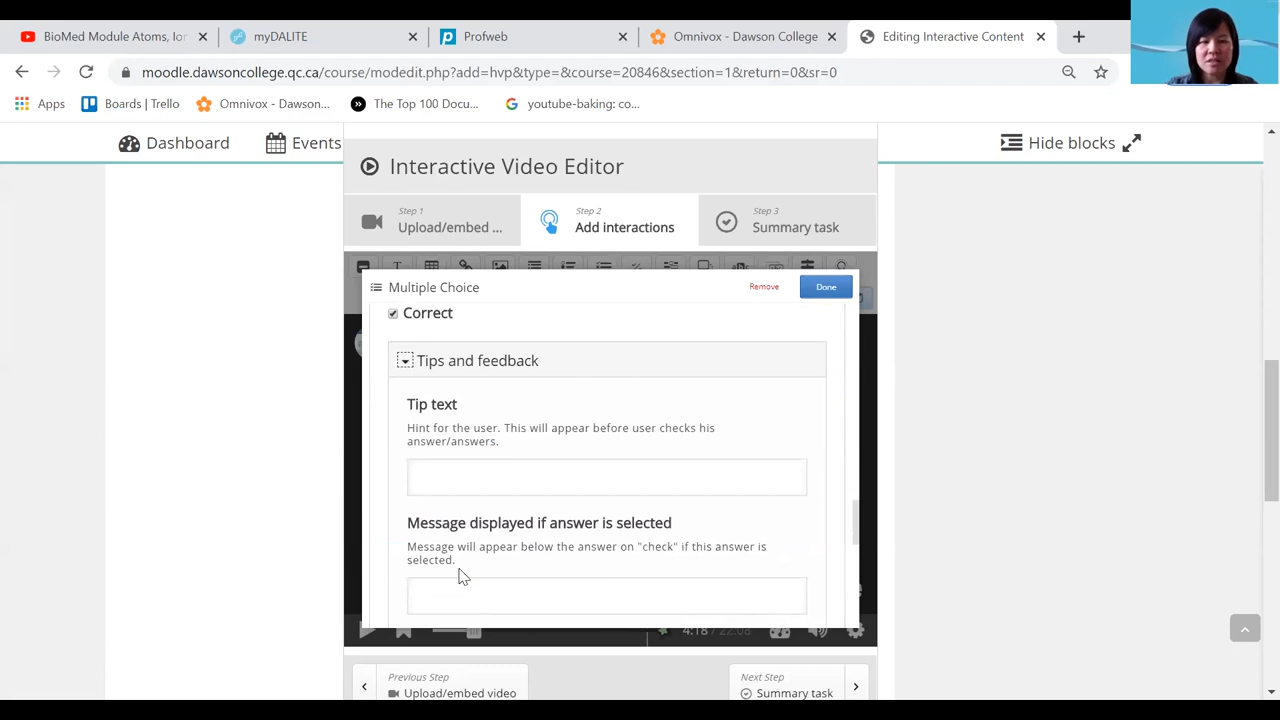 BioMed Module Atoms, Ion
myDALITE
Profweb
Omnivox - Dawson College
Editing Interactive Content
moodle.dawsoncollege.qc.ca/course/modedit.php?add=hvp&type=&course=20846&section=1&return=0&sr=0
Apps
Boards | Trello
Omnivox - Dawson...
The Top 100 Docu...
youtube-baking: co...
Dashboard
Events
Hide blocks
Interactive Video Editor
Step 1
Upload/embed ...
Step 2
Add interactions
Step 3
Summary task
Multiple Choice
Remove
Done
Correct
Tips and feedback
Tip text
Hint for the user. This will appear before user checks his
answer/answers.
Message displayed if answer is selected
Message will appear below the answer on "check" if this answer is
selected.
4:18 / 22:08
Previous Step
Upload/embed video
Next Step
Summary task